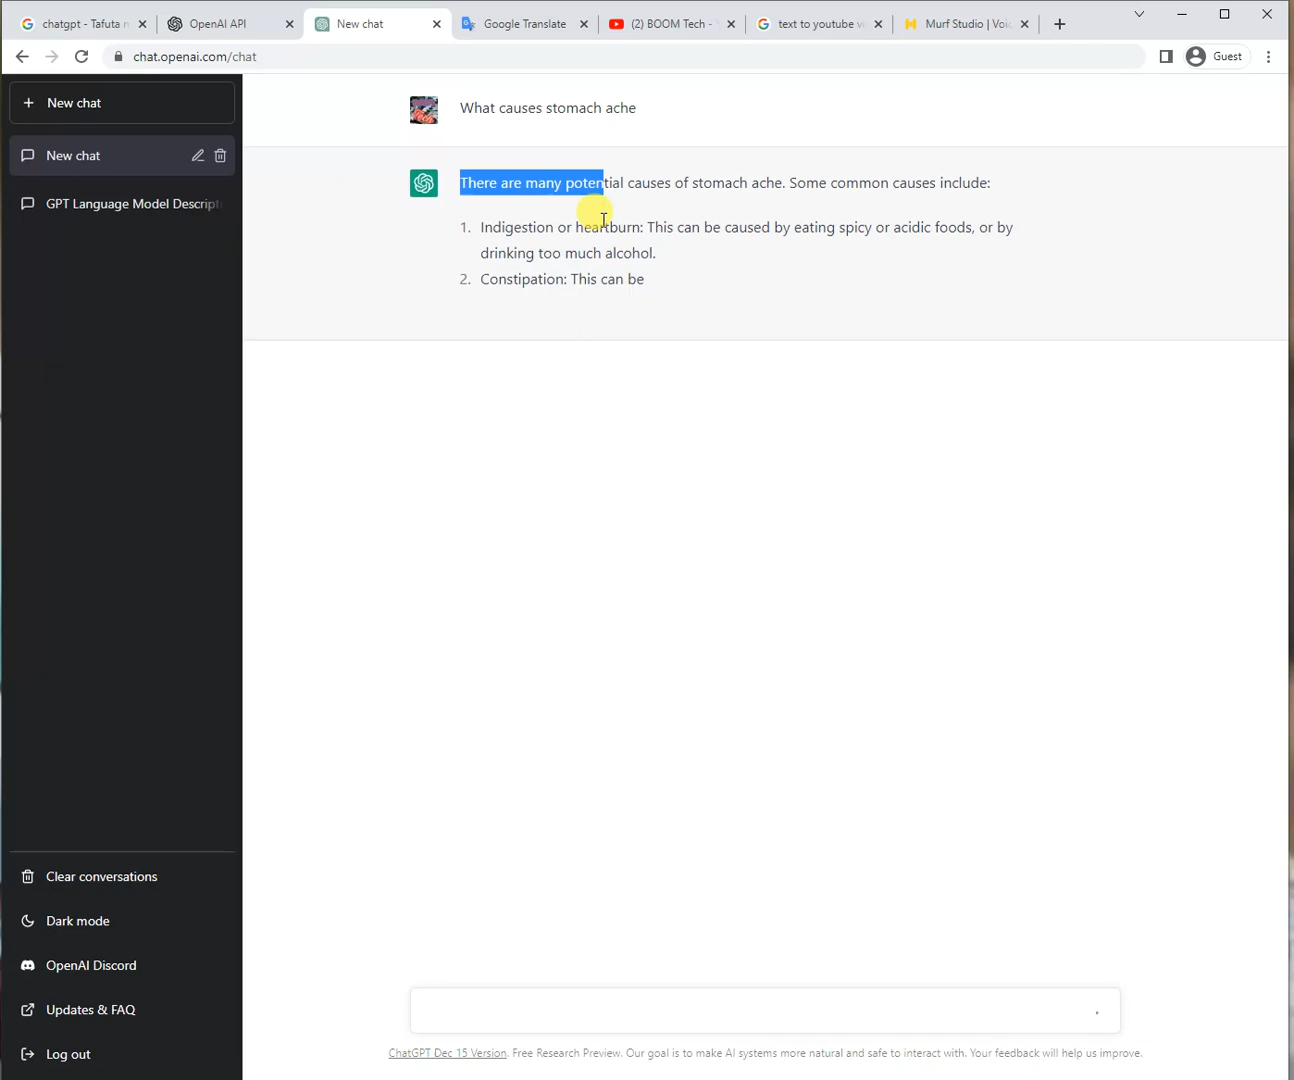 chatgpt - Tafuta n
OpenAI API
New chat
Google Translate
(2) BOOM Tech - Y
text to youtube vi
Murf Studio | Voic
chat.openai.com/chat
Guest
New chat
New chat
GPT Language Model Descript
What causes stomach ache
There are many potential causes of stomach ache. Some common causes include:
1. Indigestion or heartburn: This can be caused by eating spicy or acidic foods, or by
drinking too much alcohol.
2. Constipation: This can be
Clear conversations
Dark mode
OpenAI Discord
Updates & FAQ
Log out
ChatGPT Dec 15 Version. Free Research Preview. Our goal is to make AI systems more natural and safe to interact with. Your feedback will help us improve.